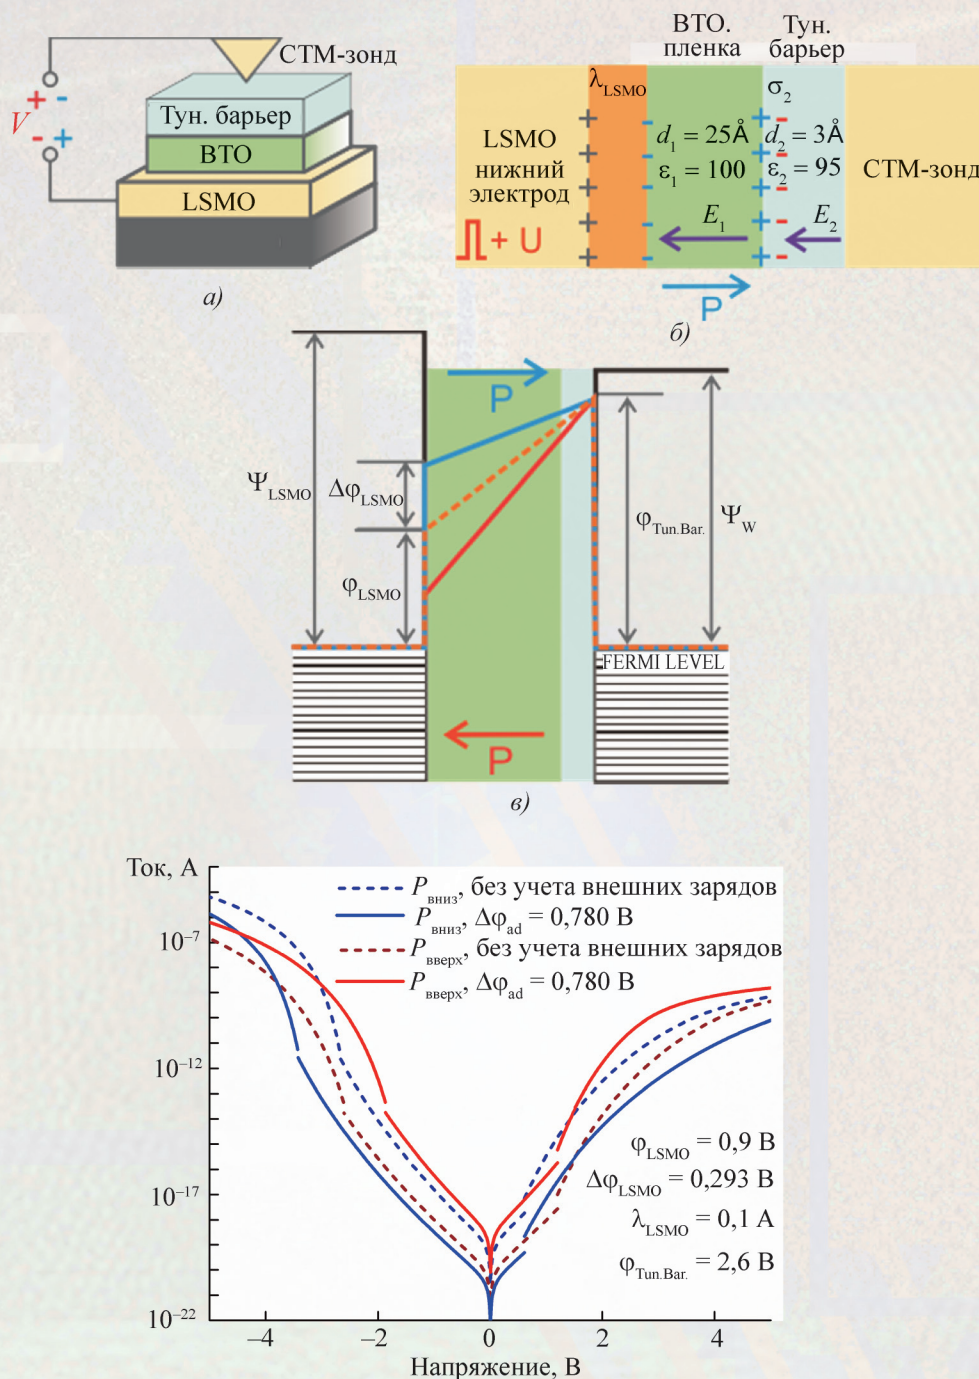 СТМ-зонд
V
+ -
- +
Тун. барьер
BTO
LSMO
а)
BTO. пленка
Тун. барьер
λLSMO
σ2
LSMO нижний электрод
d1 = 25Å
d2 = 3Å
ε1 = 100
ε2 = 95
СТМ-зонд
E1
E2
+ U
P
б)
P
ΨLSMO
ΔφLSMO
φLSMO
φTun.Bar.
ΨW
FERMI LEVEL
P
в)
Ток, А
Pвниз, без учета внешних зарядов
Pвниз, Δφad = 0,780 В
Pвверх, без учета внешних зарядов
Pвверх, Δφad = 0,780 В
10–7
10–12
10–17
10–22
φLSMO = 0,9 В
ΔφLSMO = 0,293 В
λLSMO = 0,1 А
φTun.Bar. = 2,6 В
–4 –2 0 2 4
Напряжение, В